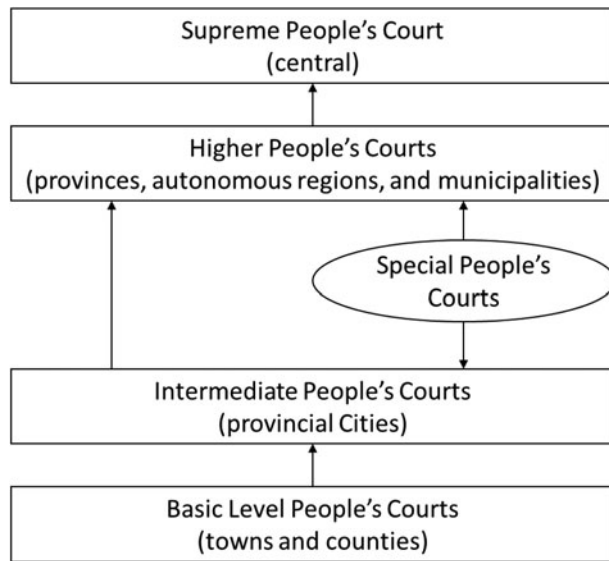 Supreme People's Court
(central)
Higher People's Courts
(provinces, autonomous regions, and municipalities)
Special People's
Courts
Intermediate People's Courts
(provincial Cities)
Basic Level People's Courts
(towns and counties)